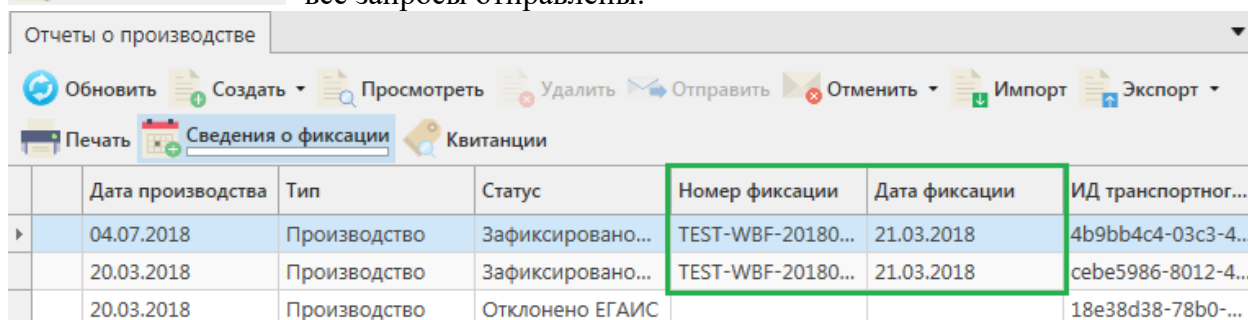 все запросы отправлены.
Отчеты о производстве
Обновить Создать Просмотреть Удалить Отправить Отменить Импорт Экспорт
Печать Сведения о фиксации Квитанции
Дата производства Тип Статус Номер фиксации Дата фиксации ИД транспортног...
04.07.2018 Производство Зафиксировано... TEST-WBF-20180... 21.03.2018 4b9bb4c4-03c3-4...
20.03.2018 Производство Зафиксировано... TEST-WBF-20180... 21.03.2018 cebe5986-8012-4...
20.03.2018 Производство Отклонено ЕГАИС 18e38d38-78b0-...